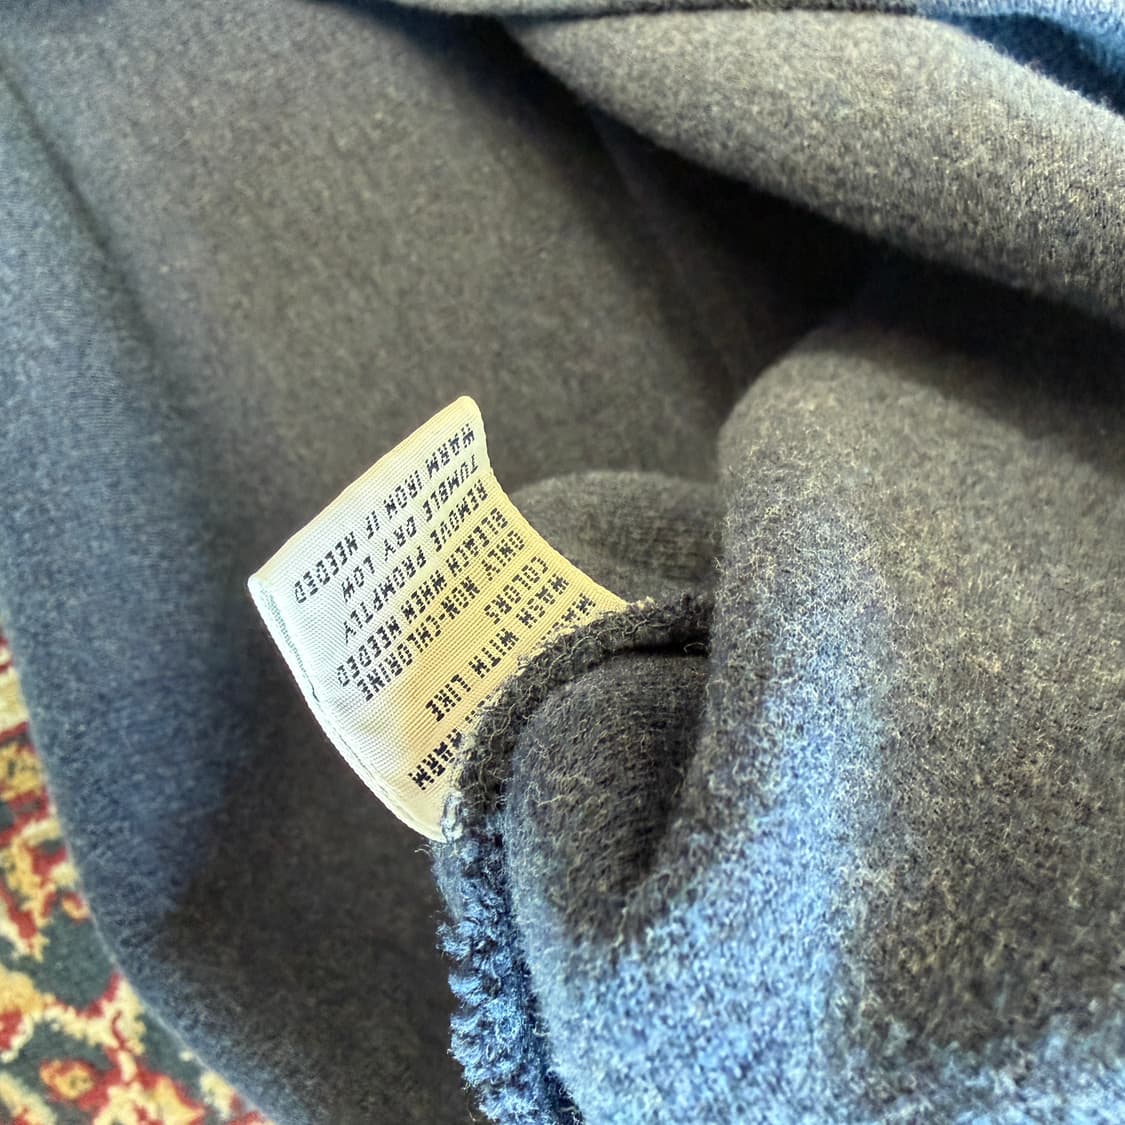 WARM
WASH WITH LIKE
COLORS
ONLY NON-CHLORINE
BLEACH WHEN NEEDED
REMOVE PROMPTLY
TUMBLE DRY LOW
WARM IRON IF NEEDED